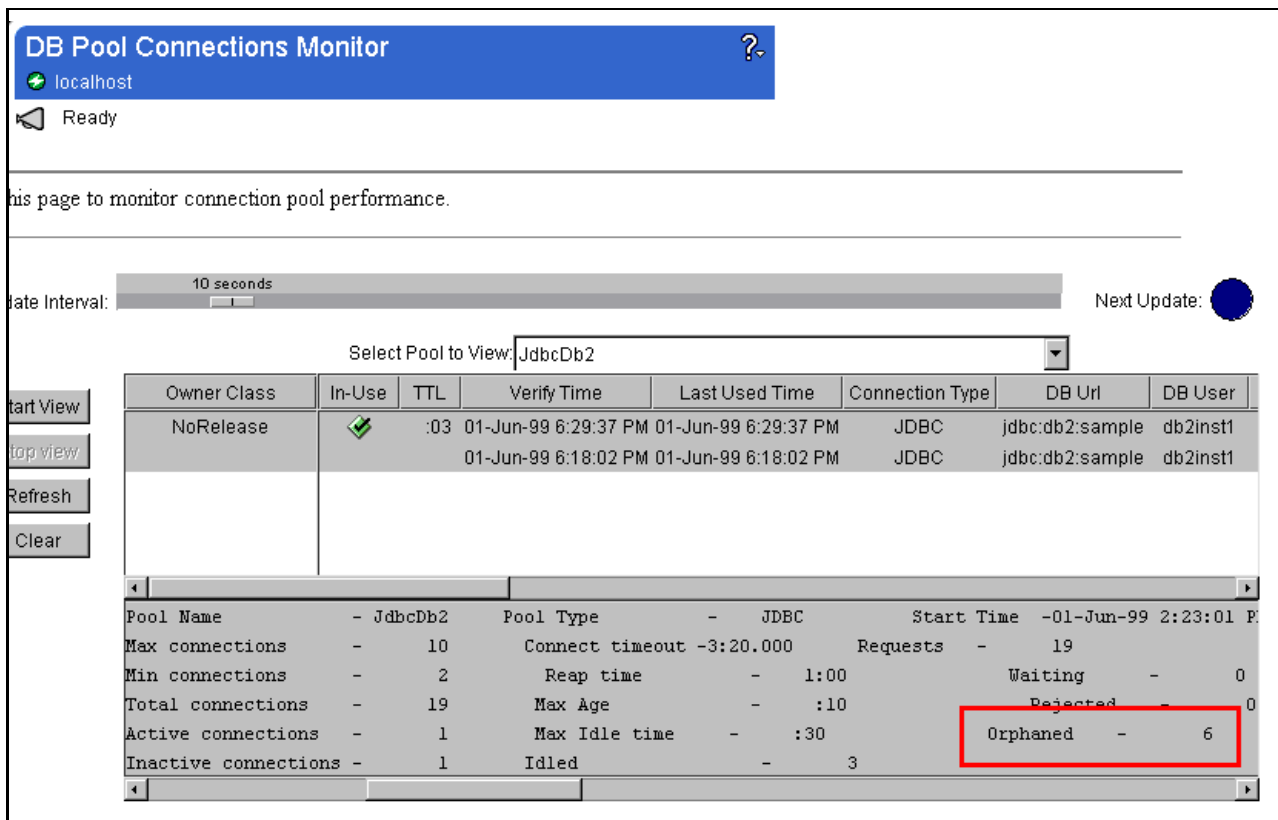 DB Pool Connections Monitor
localhost
Ready
his page to monitor connection pool performance.
10 seconds
date Interval:
Next Update:
Select Pool to View: JdbcDb2
Owner Class In-Use TTL Verify Time Last Used Time Connection Type DB Url DB User
tart View
NoRelease :03 01-Jun-99 6:29:37 PM 01-Jun-99 6:29:37 PM JDBC jdbc:db2:sample db2inst1
top view
01-Jun-99 6:18:02 PM 01-Jun-99 6:18:02 PM JDBC jdbc:db2:sample db2inst1
Refresh
Clear
Pool Name - JdbcDb2 Pool Type - JDBC Start Time -01-Jun-99 2:23:01 P
Max connections - 10 Connect timeout -3:20.000 Requests - 19
Min connections - 2 Reap time - 1:00 Waiting - 0
Total connections - 19 Max Age - :10 Rejected - 0
Active connections - 1 Max Idle time - :30 Orphaned - 6
Inactive connections - 1 Idled - 3